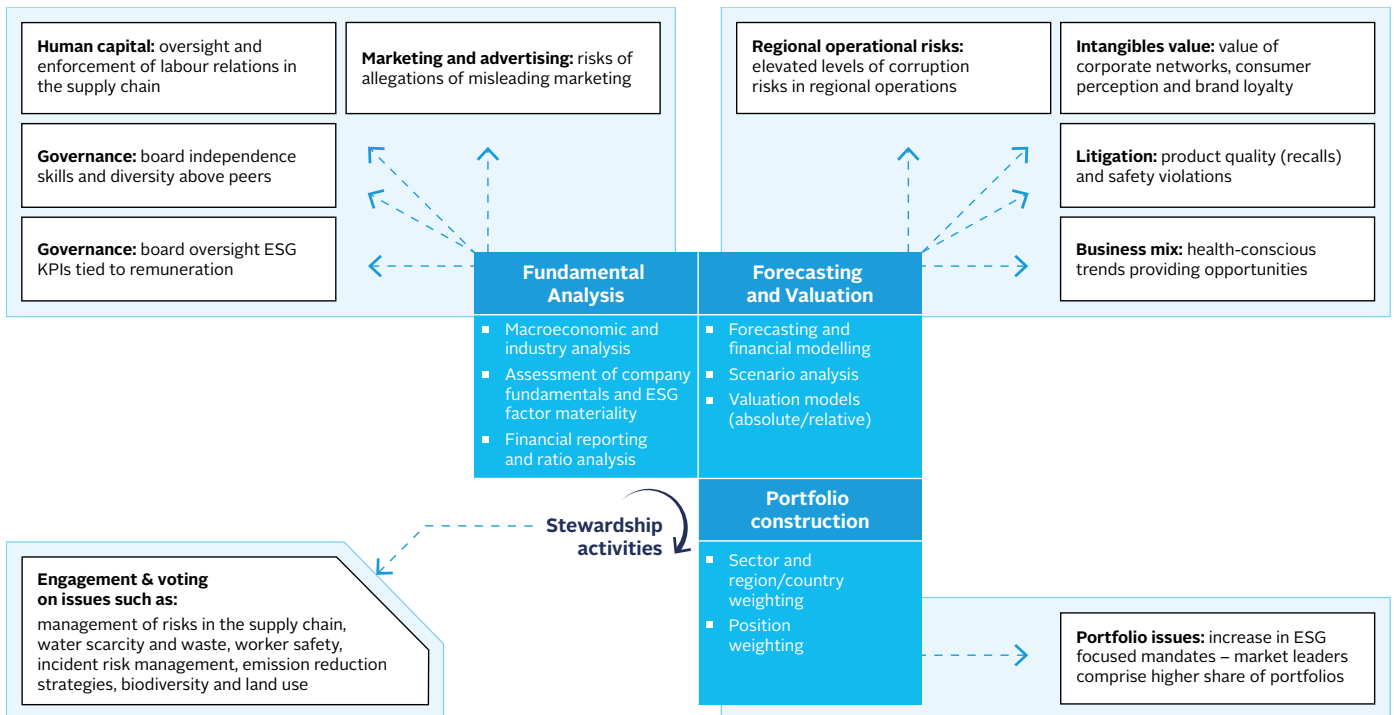 Human capital: oversight and
enforcement of labour relations in
the supply chain
Marketing and advertising: risks of
allegations of misleading marketing
Governance: board independence
skills and diversity above peers
Governance: board oversight ESG
KPIs tied to remuneration
Regional operational risks:
elevated levels of corruption
risks in regional operations
Intangibles value: value of
corporate networks, consumer
perception and brand loyalty
Litigation: product quality (recalls)
and safety violations
Business mix: health-conscious
trends providing opportunities
Fundamental
Analysis
Macroeconomic and
industry analysis
Assessment of company
fundamentals and ESG
factor materiality
Financial reporting
and ratio analysis
Forecasting
and Valuation
Forecasting and
financial modelling
Scenario analysis
Valuation models
(absolute/relative)
Stewardship
activities
Portfolio
construction
Sector and
region/country
weighting
Position
weighting
Engagement & voting
on issues such as:
management of risks in the supply chain,
water scarcity and waste, worker safety,
incident risk management, emission reduction
strategies, biodiversity and land use
Portfolio issues: increase in ESG
focused mandates – market leaders
comprise higher share of portfolios